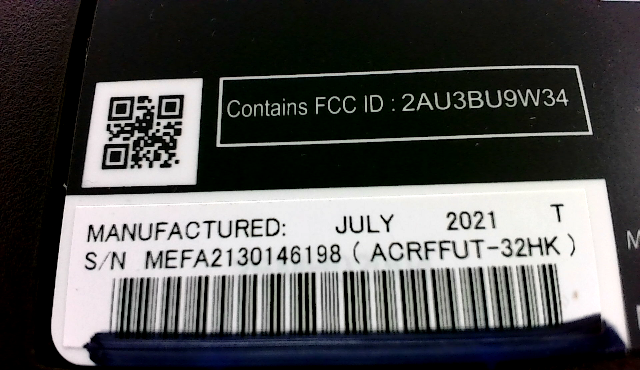 Contains FCC ID : 2AU3BU9W34
MANUFACTURED: JULY 2021 T
S/N MEFA2130146198 ( ACRFFUT-32HK )
M